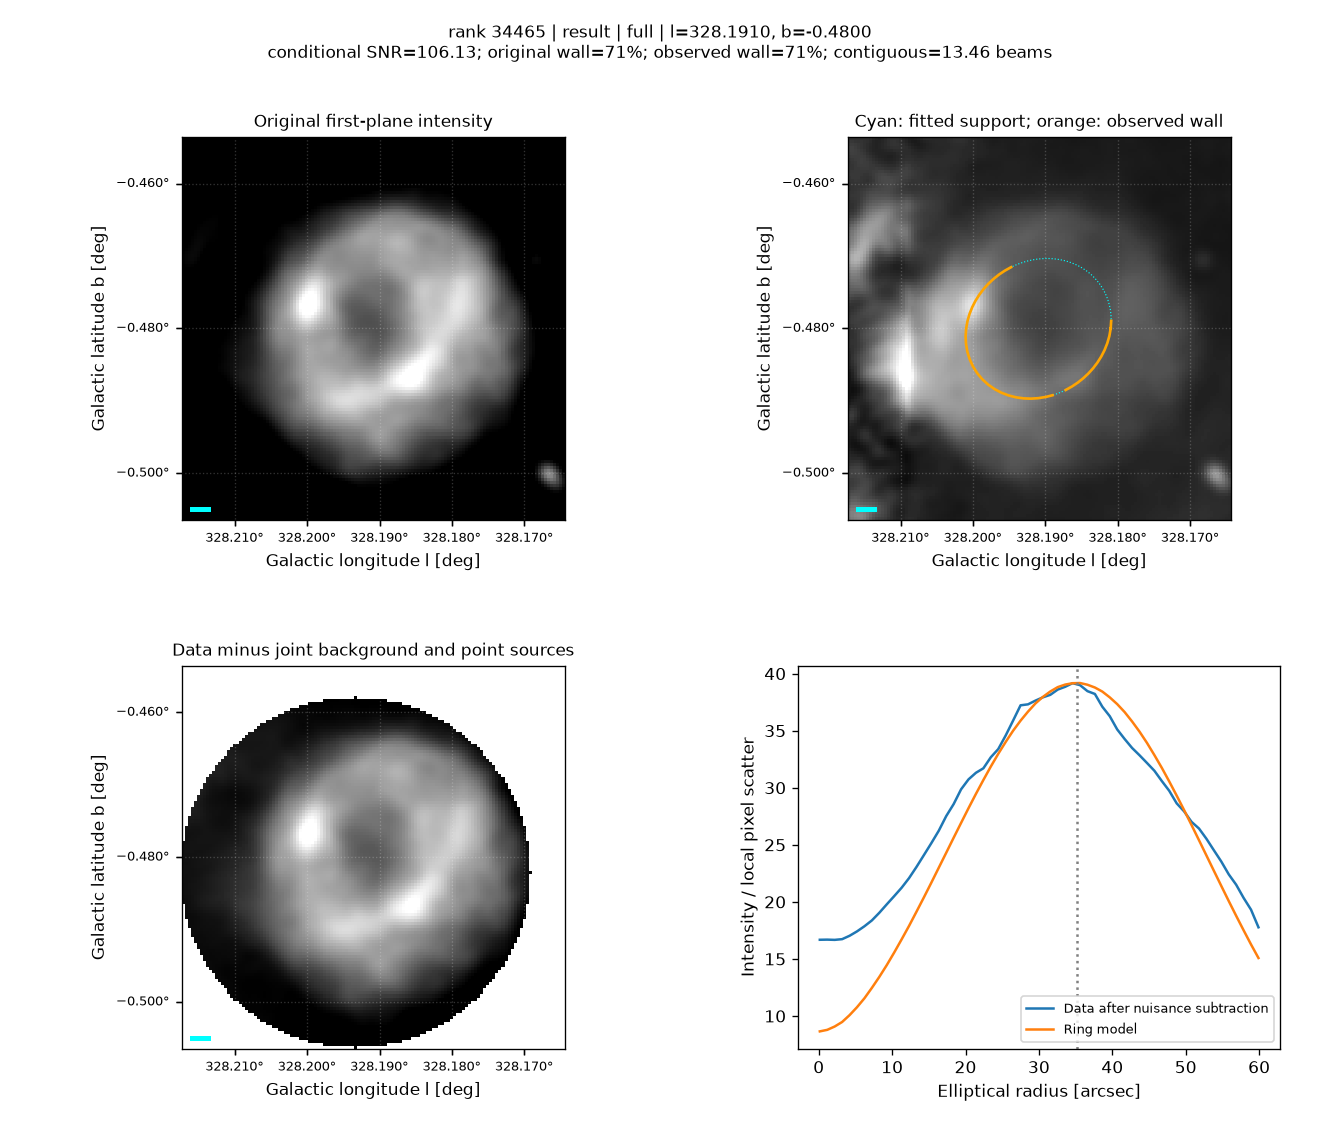 rank 34465 | result | full | l=328.1910, b=-0.4800
conditional SNR=106.13; original wall=71%; observed wall=71%; contiguous=13.46 beams
Original first-plane intensity
−0.460°
−0.480°
−0.500°
328.210° 328.200° 328.190° 328.180° 328.170°
Galactic longitude l [deg]
Galactic latitude b [deg]
Cyan: fitted support; orange: observed wall
−0.460°
−0.480°
−0.500°
328.210° 328.200° 328.190° 328.180° 328.170°
Galactic longitude l [deg]
Galactic latitude b [deg]
Data minus joint background and point sources
−0.460°
−0.480°
−0.500°
328.210° 328.200° 328.190° 328.180° 328.170°
Galactic longitude l [deg]
Galactic latitude b [deg]
40
35
30
25
20
15
10
0 10 20 30 40 50 60
Elliptical radius [arcsec]
Intensity / local pixel scatter
Data after nuisance subtraction
Ring model